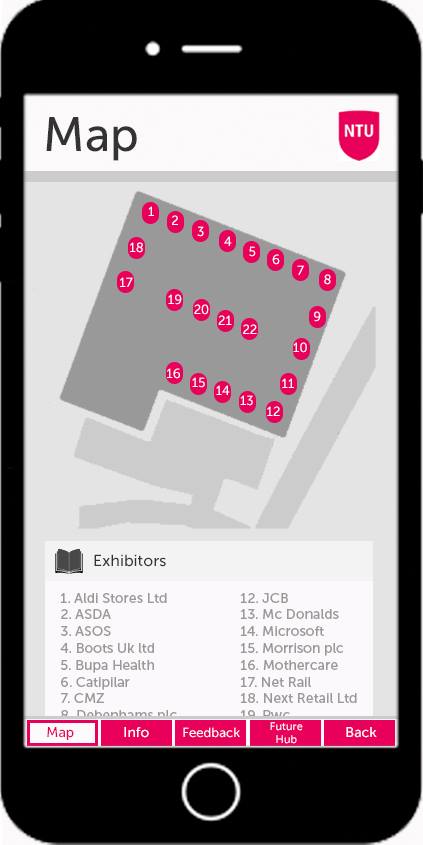 Map
NTU
1
2
3
4
5
6
7
8
18
17
9
19
20
21
22
10
16
15
14
13
11
12
Exhibitors
1. Aldi Stores Ltd
2. ASDA
3. ASOS
4. Boots Uk ltd
5. Bupa Health
6. Catipilar
7. CMZ
8. Debenhams plc
12. JCB
13. Mc Donalds
14. Microsoft
15. Morrison plc
16. Mothercare
17. Net Rail
18. Next Retail Ltd
19. Pwc
Map
Info
Feedback
Future
Hub
Back